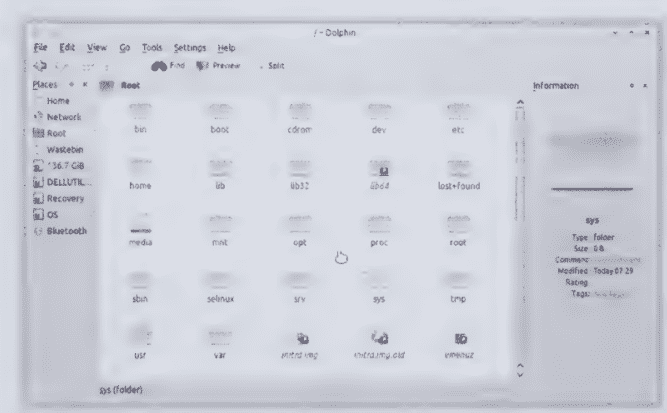 / - Dolphin
File Edit View Go Tools Settings Help
Find Preview Split
Places
Root
Information
Home
Network
Root
Wastebin
DELLUTIL...
Recovery
OS
Bluetooth
bin boot cdrom dev etc
home lib lib32 lib64 lost+found
media mnt opt proc root
sbin selinux srv sys tmp
usr var initrd.img initrd.img.old vmlinuz
sys
Type: folder
Size: 0 B
Comment:
Modified: Today 07:29
Rating:
Tags:
sys (folder)